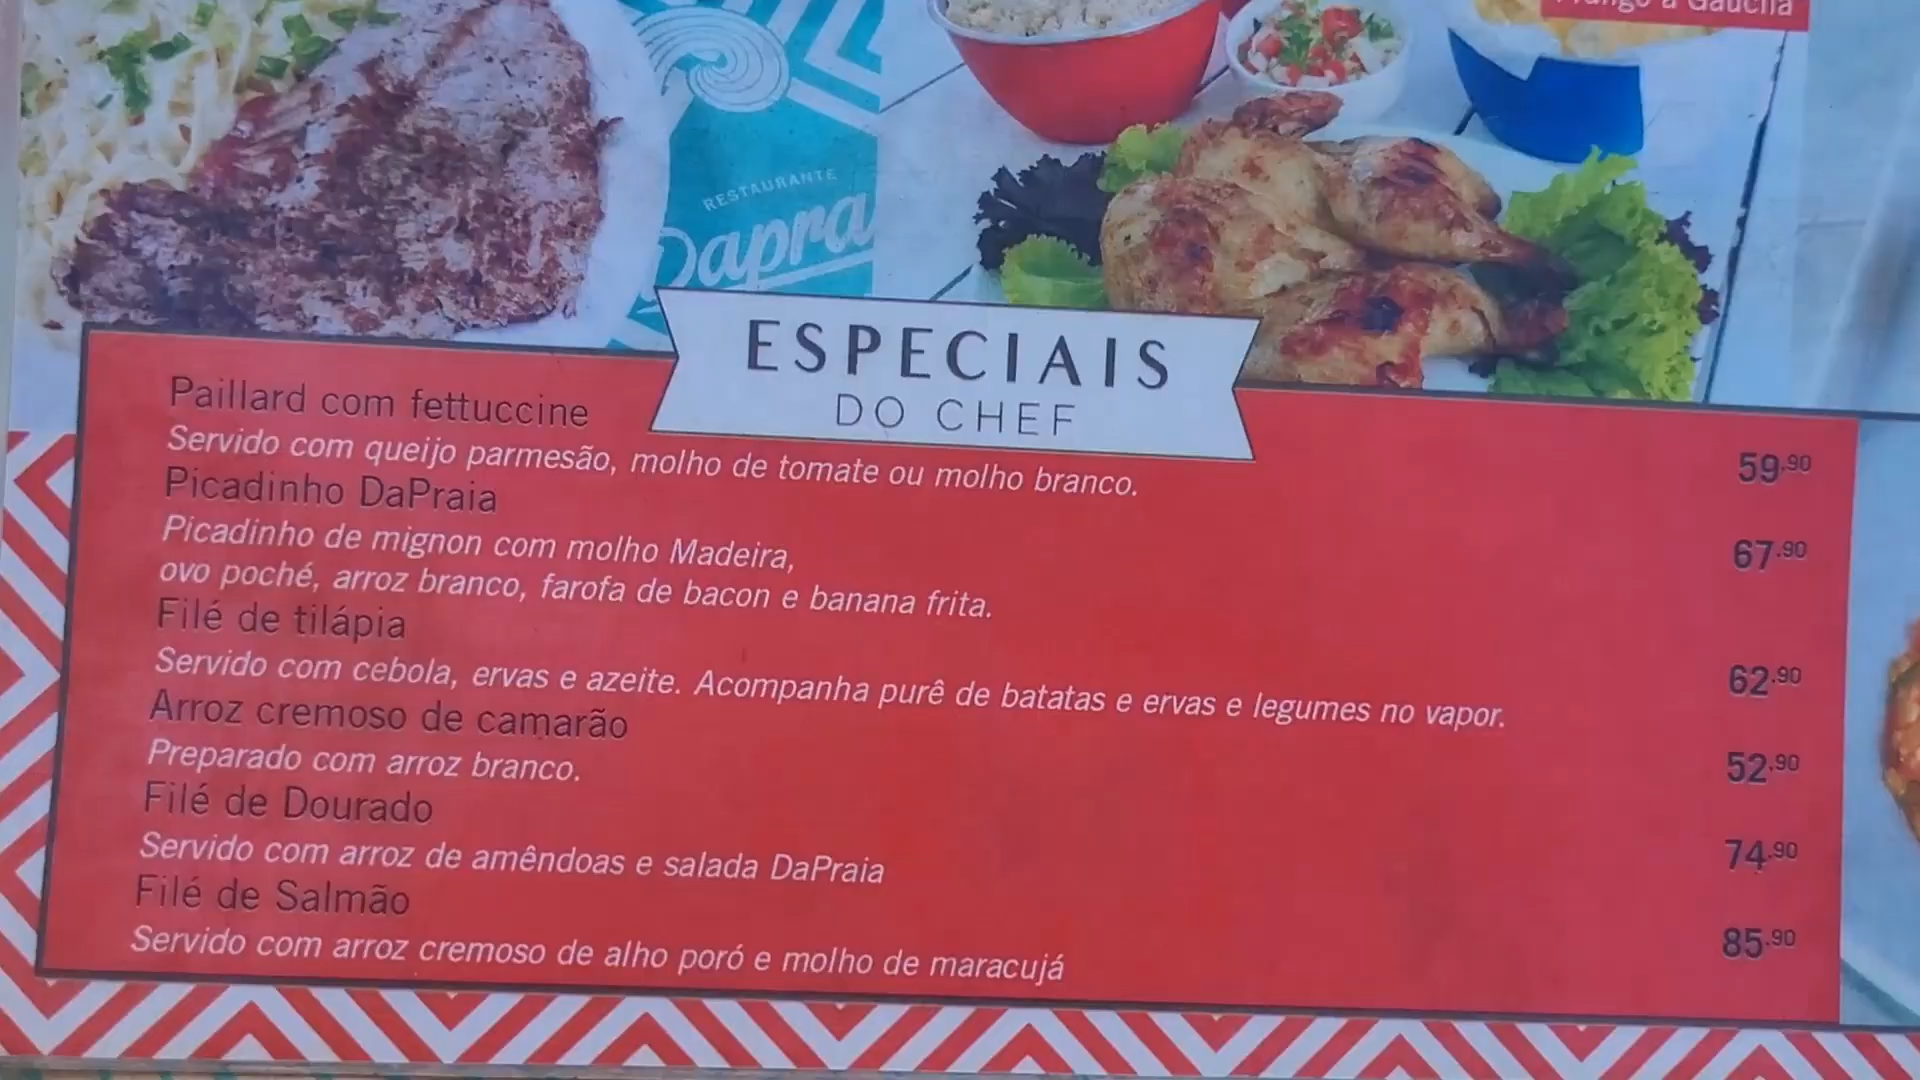 Frango à Gaúcha
RESTAURANTE
Dapra
ESPECIAIS
DO CHEF
Paillard com fettuccine
Servido com queijo parmesão, molho de tomate ou molho branco.
59.90
Picadinho DaPraia
Picadinho de mignon com molho Madeira,
67.90
ovo poché, arroz branco, farofa de bacon e banana frita.
Filé de tilápia
Servido com cebola, ervas e azeite. Acompanha purê de batatas e ervas e legumes no vapor.
62.90
Arroz cremoso de camarão
Preparado com arroz branco.
52.90
Filé de Dourado
Servido com arroz de amêndoas e salada DaPraia
74.90
Filé de Salmão
Servido com arroz cremoso de alho poró e molho de maracujá
85.90